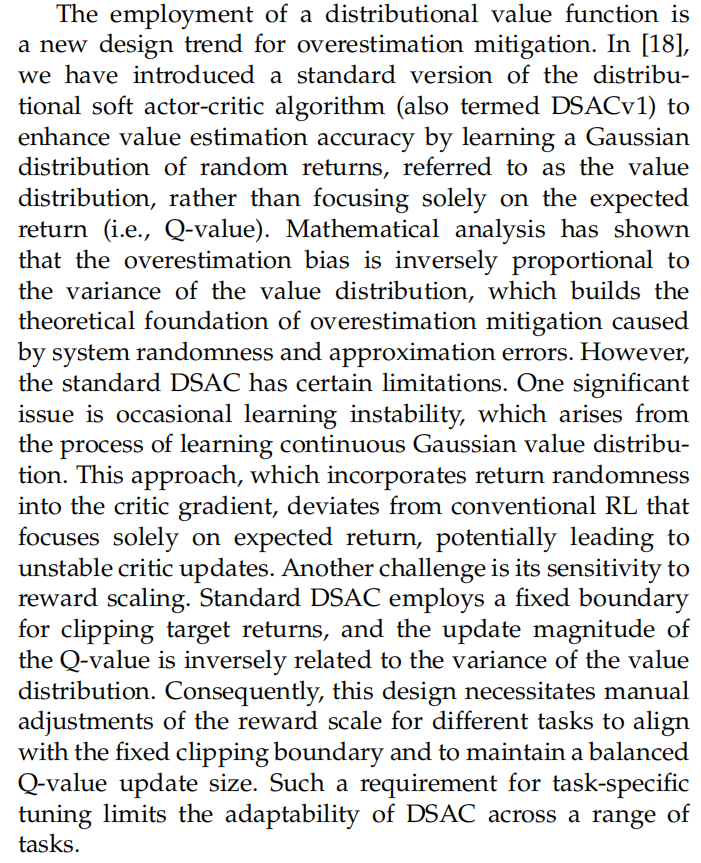 The employment of a distributional value function is
a new design trend for overestimation mitigation. In [18],
we have introduced a standard version of the distribu-
tional soft actor-critic algorithm (also termed DSACv1) to
enhance value estimation accuracy by learning a Gaussian
distribution of random returns, referred to as the value
distribution, rather than focusing solely on the expected
return (i.e., Q-value). Mathematical analysis has shown
that the overestimation bias is inversely proportional to
the variance of the value distribution, which builds the
theoretical foundation of overestimation mitigation caused
by system randomness and approximation errors. However,
the standard DSAC has certain limitations. One significant
issue is occasional learning instability, which arises from
the process of learning continuous Gaussian value distribu-
tion. This approach, which incorporates return randomness
into the critic gradient, deviates from conventional RL that
focuses solely on expected return, potentially leading to
unstable critic updates. Another challenge is its sensitivity to
reward scaling. Standard DSAC employs a fixed boundary
for clipping target returns, and the update magnitude of
the Q-value is inversely related to the variance of the value
distribution. Consequently, this design necessitates manual
adjustments of the reward scale for different tasks to align
with the fixed clipping boundary and to maintain a balanced
Q-value update size. Such a requirement for task-specific
tuning limits the adaptability of DSAC across a range of
tasks.